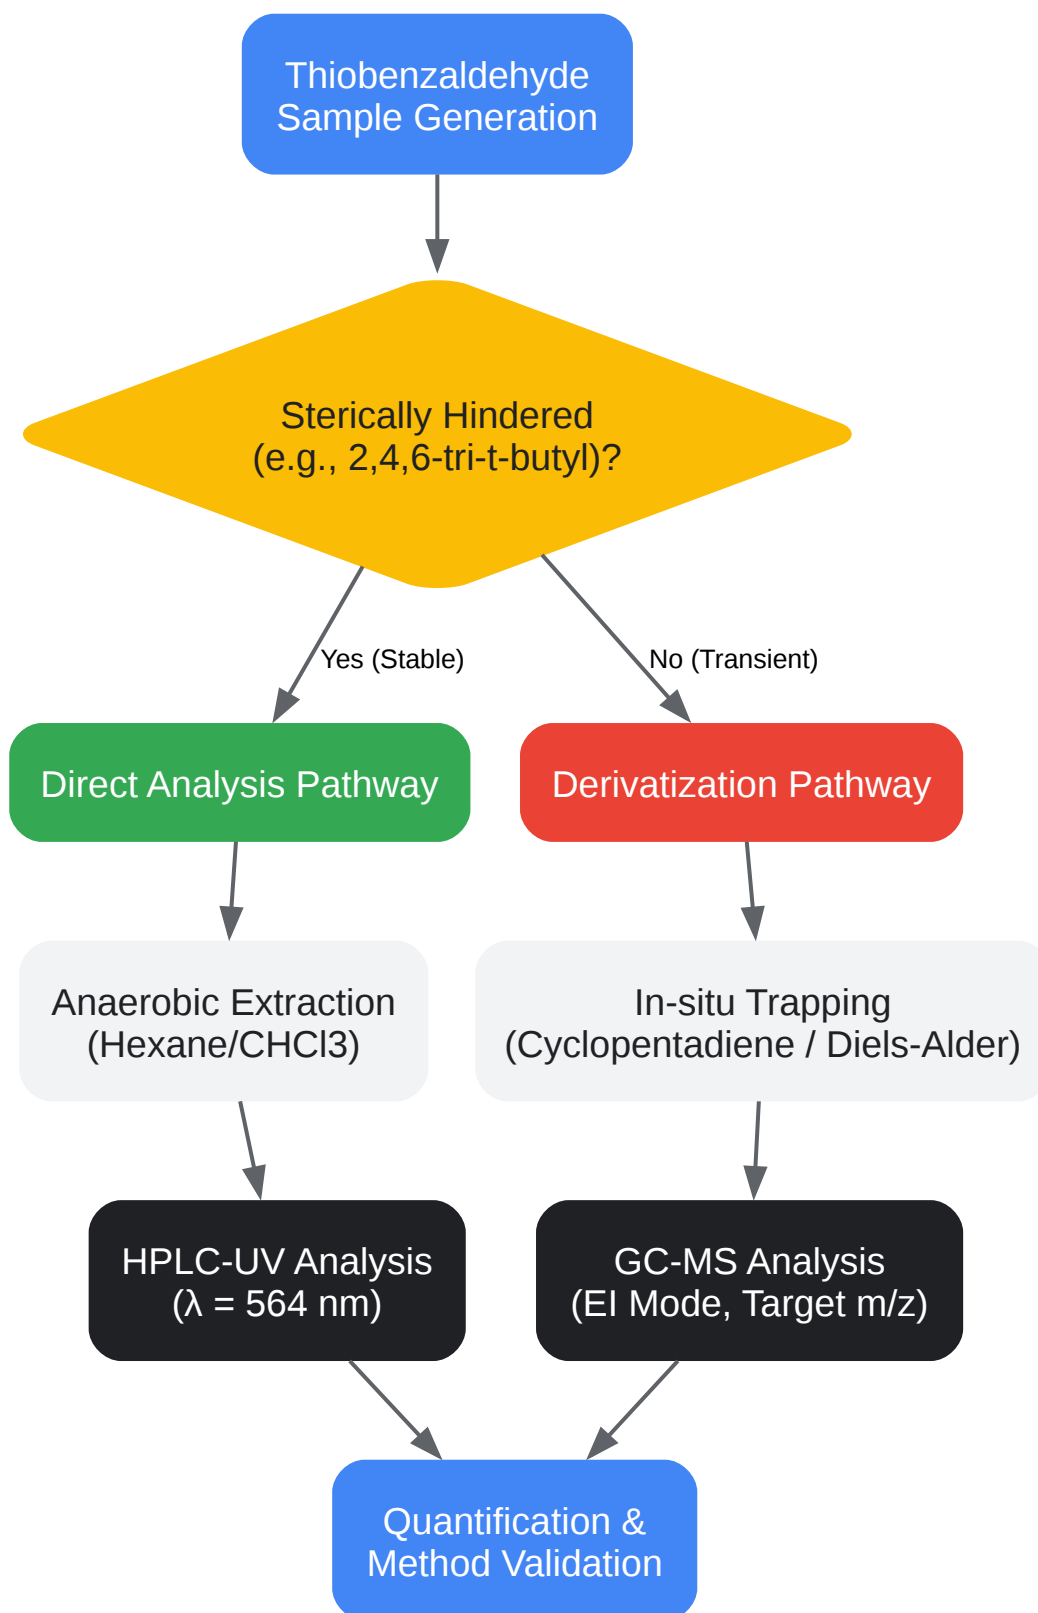 Thiobenzaldehyde
Sample Generation
Sterically Hindered
(e.g., 2,4,6-tri-t-butyl)?
Yes (Stable)
No (Transient)
Direct Analysis Pathway
Derivatization Pathway
Anaerobic Extraction
(Hexane/CHCl3)
In-situ Trapping
(Cyclopentadiene / Diels-Alder)
HPLC-UV Analysis
(λ = 564 nm)
GC-MS Analysis
(EI Mode, Target m/z)
Quantification &
Method Validation